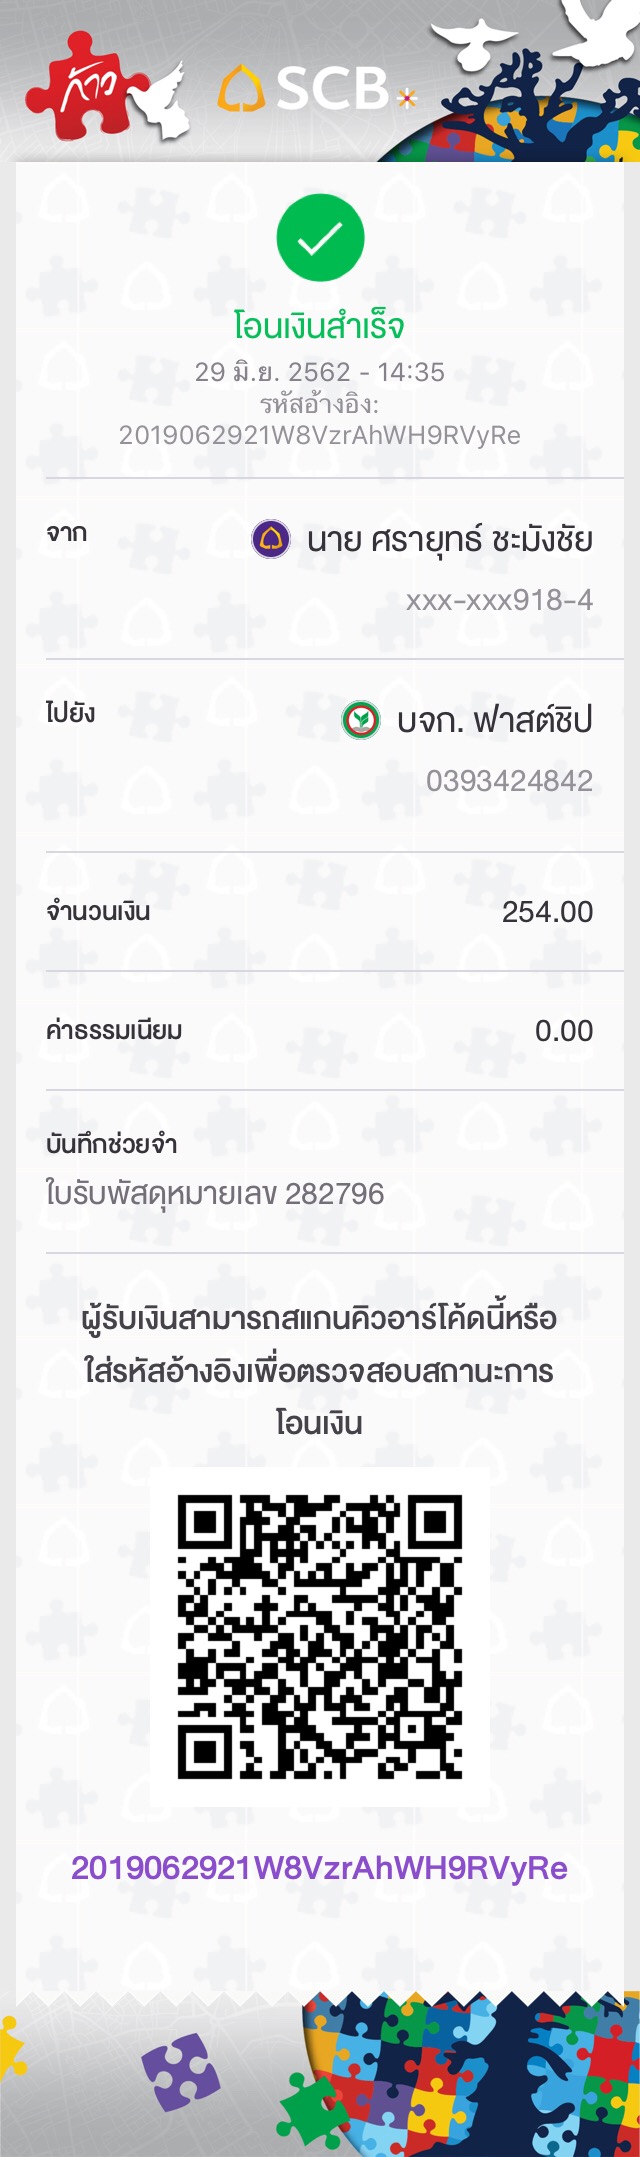 ก้าว
SCB
โอนเงินสำเร็จ
29 มิ.ย. 2562 - 14:35
รหัสอ้างอิง:
2019062921W8VzrAhWH9RVyRe
จาก
นาย ศรายุทธ์ ชะมังชัย
xxx-xxx918-4
ไปยัง
บจก. ฟาสต์ชิป
0393424842
จำนวนเงิน 254.00
ค่าธรรมเนียม 0.00
บันทึกช่วยจำ
ใบรับพัสดุหมายเลข 282796
ผู้รับเงินสามารถสแกนคิวอาร์โค้ดนี้หรือ
ใส่รหัสอ้างอิงเพื่อตรวจสอบสถานะการ
โอนเงิน
2019062921W8VzrAhWH9RVyRe